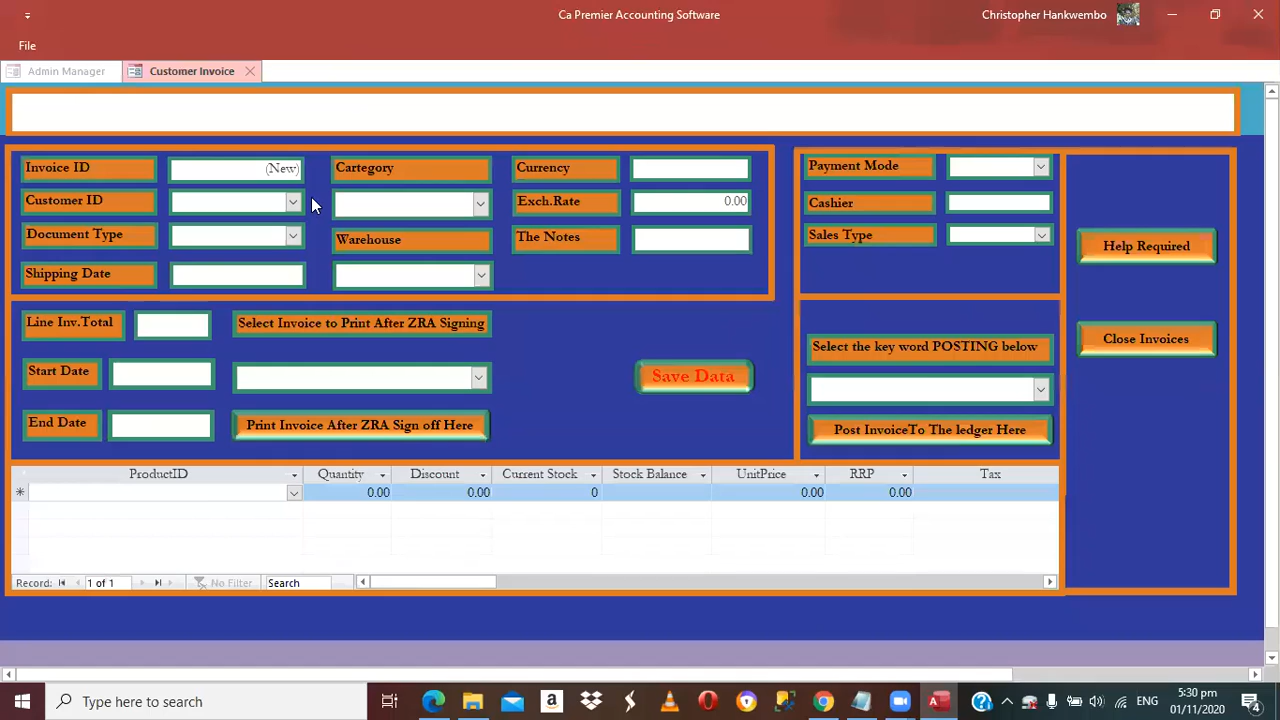 Ca Premier Accounting Software
Christopher Hankwembo
File
Admin Manager
Customer Invoice
Invoice ID
(New)
Cartegory
Currency
Payment Mode
Customer ID
Exch.Rate
0.00
Cashier
Document Type
Warehouse
The Notes
Sales Type
Help Required
Shipping Date
Line Inv.Total
Select Invoice to Print After ZRA Signing
Select the key word POSTING below
Close Invoices
Start Date
Save Data
End Date
Print Invoice After ZRA Sign off Here
Post InvoiceTo The ledger Here
ProductID Quantity Discount Current Stock Stock Balance UnitPrice RRP Tax
0.00 0.00 0 0.00 0.00
Record: 1 of 1 No Filter Search
Type here to search
ENG
5:30 pm
01/11/2020
4